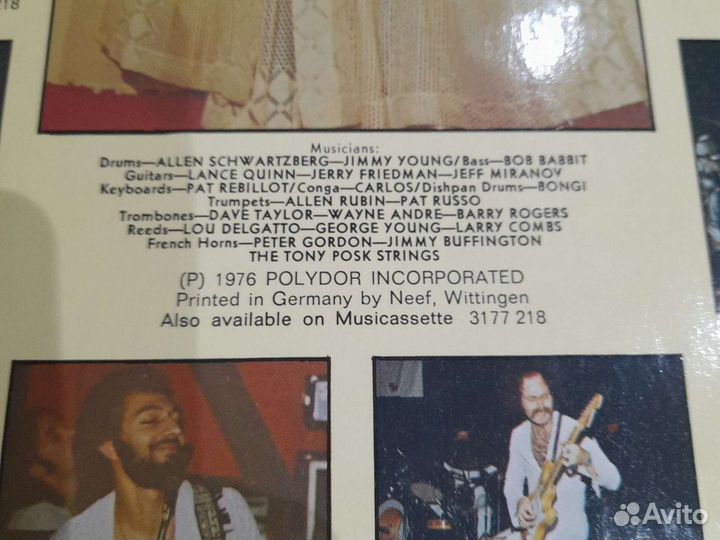 218
Musicians:
Drums—ALLEN SCHWARTZBERG—JIMMY YOUNG/Bass—BOB BABBIT
Guitars—LANCE QUINN—JERRY FRIEDMAN—JEFF MIRANOV
Keyboards—PAT REBILLOT/Conga—CARLOS/Dishpan Drums—BONGI
Trumpets—ALLEN RUBIN—PAT RUSSO
Trombones—DAVE TAYLOR—WAYNE ANDRE—BARRY ROGERS
Reeds—LOU DELGATTO—GEORGE YOUNG—LARRY COMBS
French Horns—PETER GORDON—JIMMY BUFFINGTON
THE TONY POSK STRINGS
(P) 1976 POLYDOR INCORPORATED
Printed in Germany by Neef, Wittingen
Also available on Musicassette 3177 218
Avito